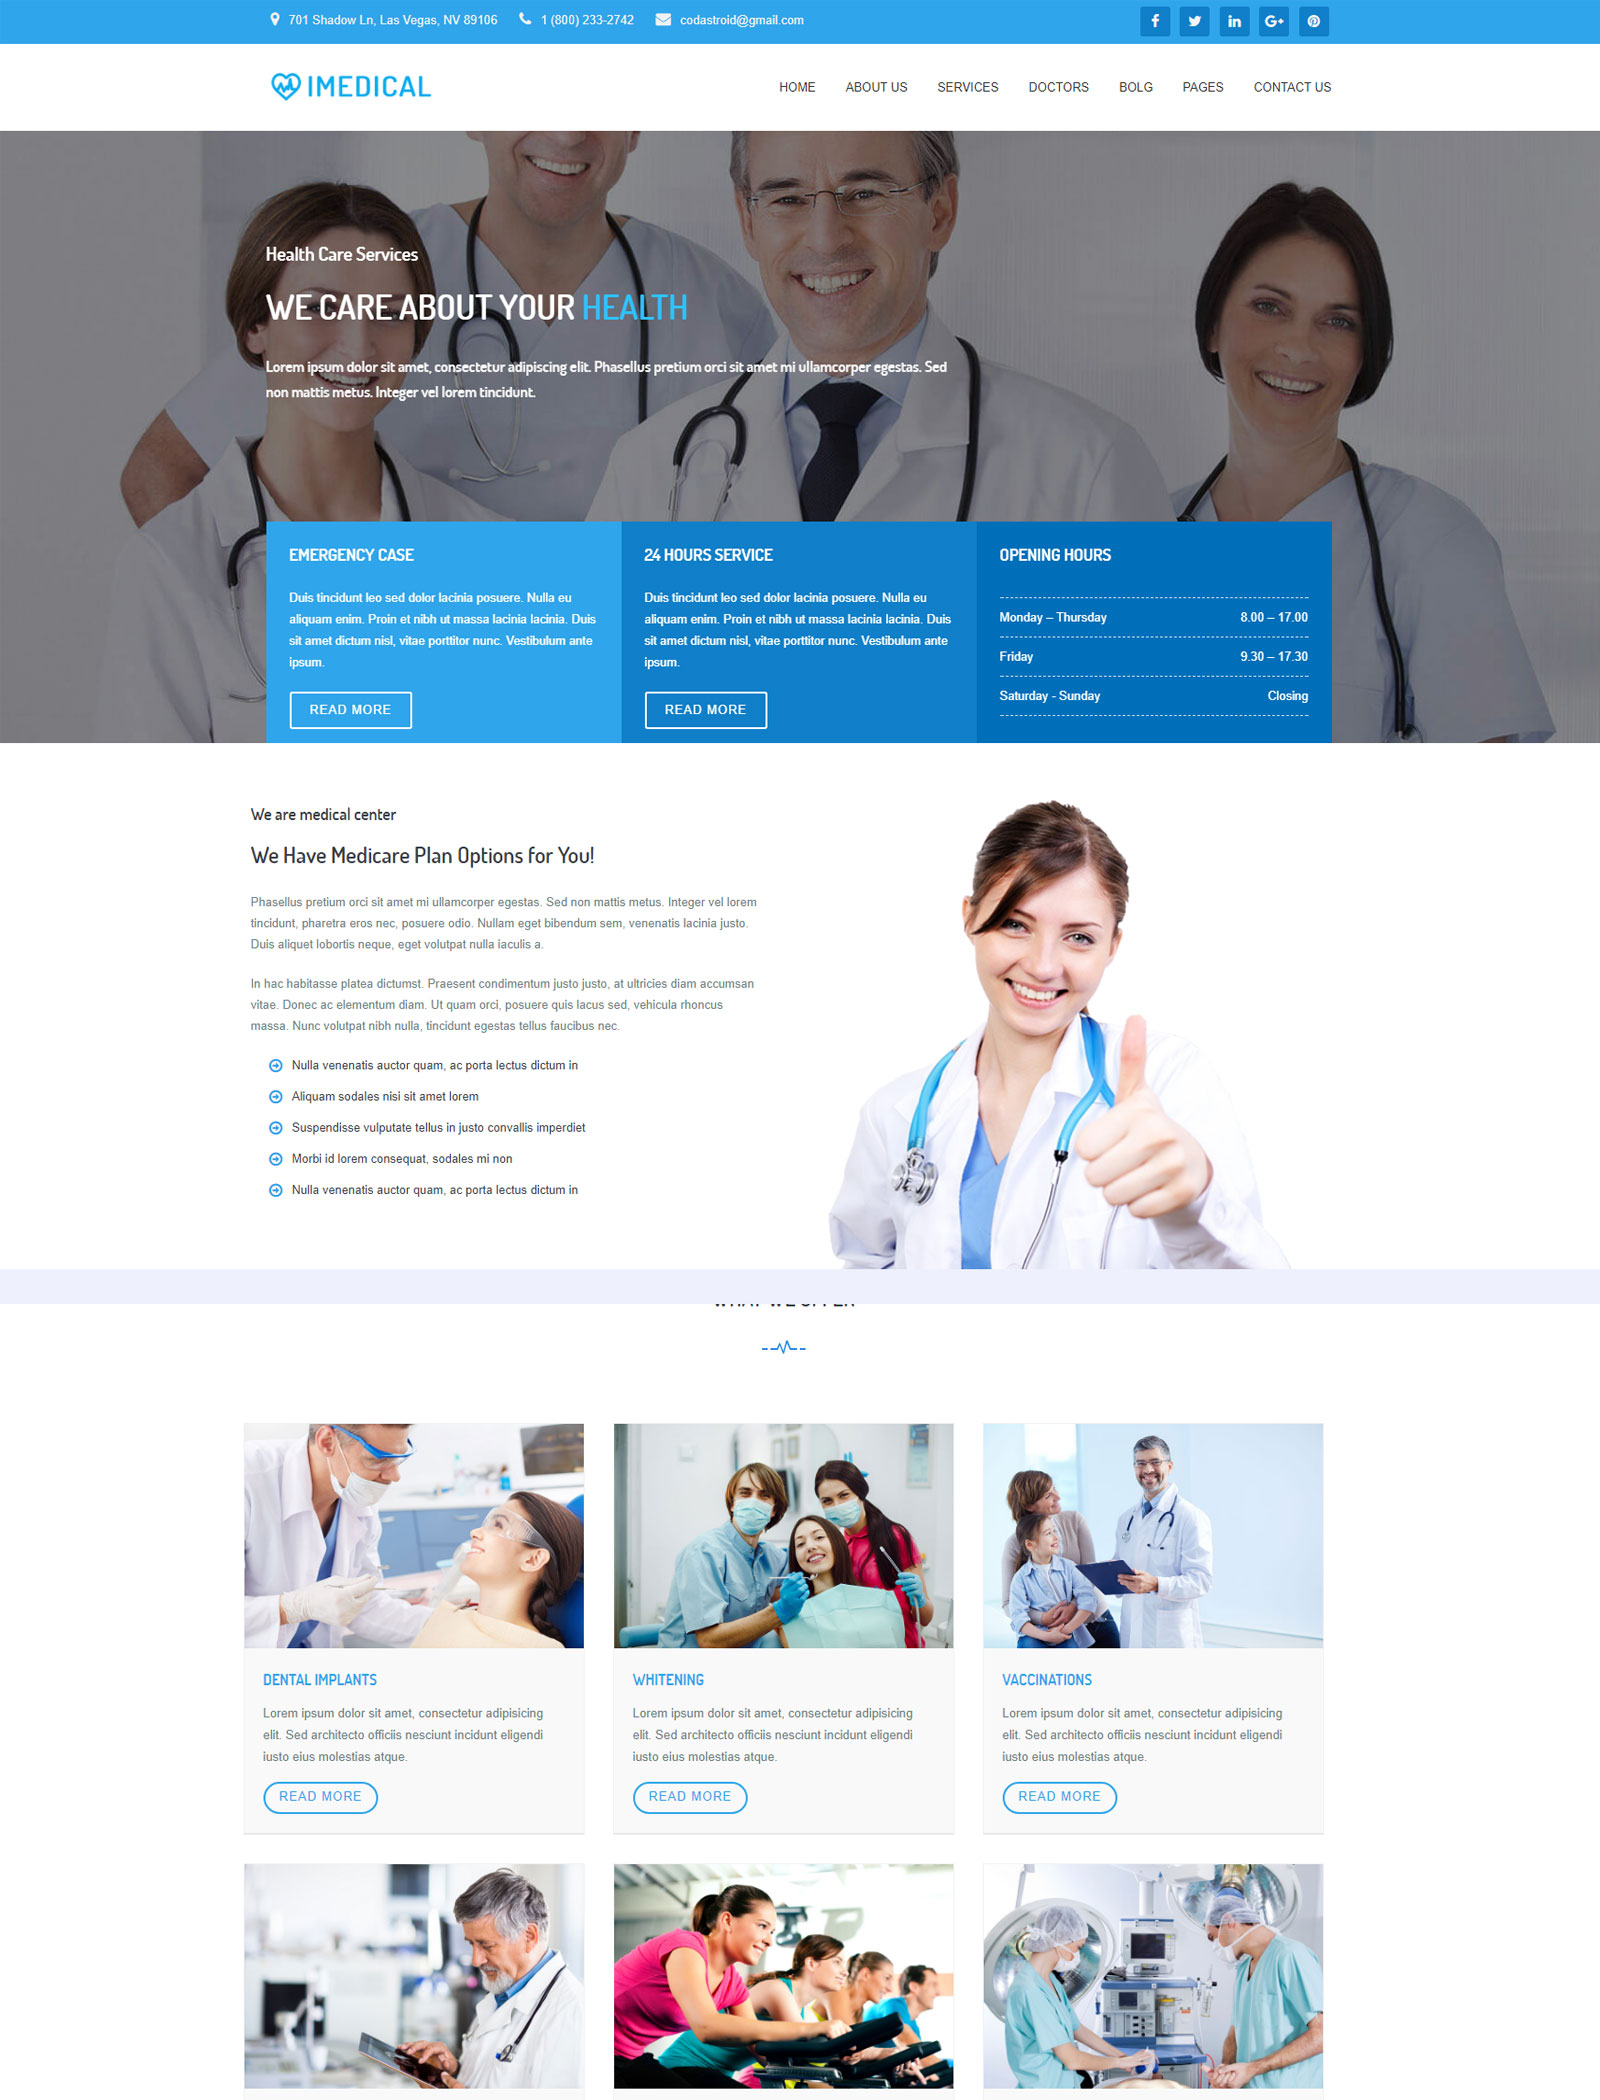 701 Shadow Ln, Las Vegas, NV 89106 1 (800) 233-2742 codastroid@gmail.com
IMEDICAL
HOME ABOUT US SERVICES DOCTORS BOLG PAGES CONTACT US
Health Care Services
WE CARE ABOUT YOUR HEALTH
Lorem ipsum dolor sit amet, consectetur adipiscing elit. Phasellus pretium orci sit amet mi ullamcorper egestas. Sed
non mattis metus. Integer vel lorem tincidunt.
EMERGENCY CASE
Duis tincidunt leo sed dolor lacinia posuere. Nulla eu
aliquam enim. Proin et nibh ut massa lacinia lacinia. Duis
sit amet dictum nisl, vitae porttitor nunc. Vestibulum ante
ipsum.
READ MORE
24 HOURS SERVICE
Duis tincidunt leo sed dolor lacinia posuere. Nulla eu
aliquam enim. Proin et nibh ut massa lacinia lacinia. Duis
sit amet dictum nisl, vitae porttitor nunc. Vestibulum ante
ipsum.
READ MORE
OPENING HOURS
Monday – Thursday 8.00 – 17.00
Friday 9.30 – 17.30
Saturday - Sunday Closing
We are medical center
We Have Medicare Plan Options for You!
Phasellus pretium orci sit amet mi ullamcorper egestas. Sed non mattis metus. Integer vel lorem
tincidunt, pharetra eros nec, posuere odio. Nullam eget bibendum sem, venenatis lacinia justo.
Duis aliquet lobortis neque, eget volutpat nulla iaculis a.
In hac habitasse platea dictumst. Praesent condimentum justo justo, at ultricies diam accumsan
vitae. Donec ac elementum diam. Ut quam orci, posuere quis lacus sed, vehicula rhoncus
massa. Nunc volutpat nibh nulla, tincidunt egestas tellus faucibus nec.
Nulla venenatis auctor quam, ac porta lectus dictum in
Aliquam sodales nisi sit amet lorem
Suspendisse vulputate tellus in justo convallis imperdiet
Morbi id lorem consequat, sodales mi non
Nulla venenatis auctor quam, ac porta lectus dictum in
DENTAL IMPLANTS
Lorem ipsum dolor sit amet, consectetur adipisicing
elit. Sed architecto officiis nesciunt incidunt eligendi
iusto eius molestias atque.
READ MORE
WHITENING
Lorem ipsum dolor sit amet, consectetur adipisicing
elit. Sed architecto officiis nesciunt incidunt eligendi
iusto eius molestias atque.
READ MORE
VACCINATIONS
Lorem ipsum dolor sit amet, consectetur adipisicing
elit. Sed architecto officiis nesciunt incidunt eligendi
iusto eius molestias atque.
READ MORE